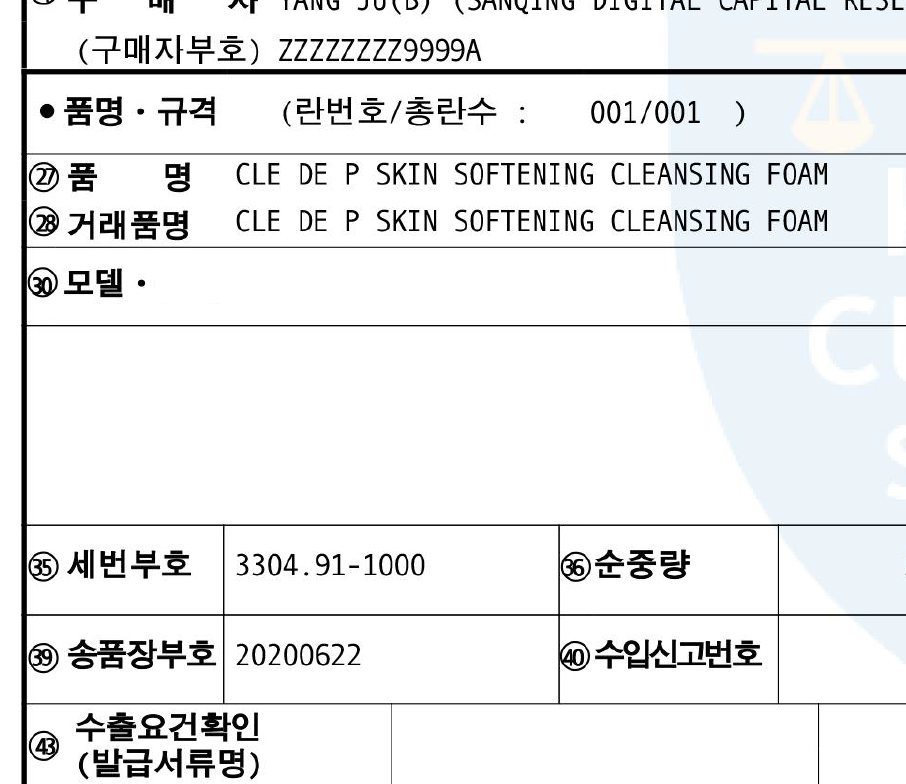 구 매 자 YANG JU(B) (SANQING DIGITAL CAPITAL RESE
(구매자부호) ZZZZZZZZ9999A
● 품명・규격 (란번호/총란수 : 001/001 )
㉗ 품 명 CLE DE P SKIN SOFTENING CLEANSING FOAM
㉘ 거래품명 CLE DE P SKIN SOFTENING CLEANSING FOAM
㉚ 모델・
㉟ 세번부호 3304.91-1000 ㊱ 순중량
㊴ 송품장부호 20200622 ㊵ 수입신고번호
㊸ 수출요건확인
(발급서류명)